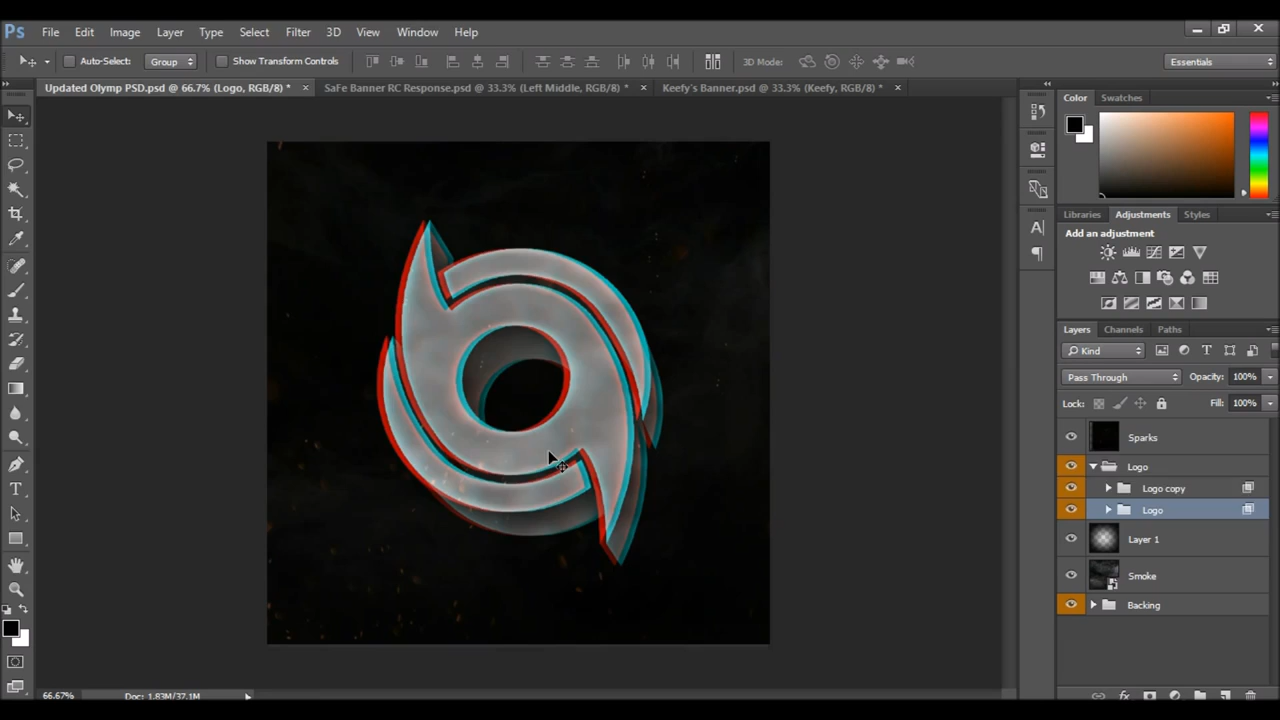 Ps File Edit Image Layer Type Select Filter 3D View Window Help
Auto-Select: Group Show Transform Controls 3D Mode: Essentials
Updated Olymp PSD.psd @ 66.7% (Logo, RGB/8) * × SaFe Banner RC Response.psd @ 33.3% (Left Middle, RGB/8) * × Keefy's Banner.psd @ 33.3% (Keefy, RGB/8) * ×
Color Swatches
Libraries Adjustments Styles
Add an adjustment
Layers Channels Paths
Kind
Pass Through Opacity: 100%
Lock: Fill: 100%
Sparks
Logo
Logo copy
Logo
Layer 1
Smoke
Backing
66.67% Doc: 1.83M/37.1M